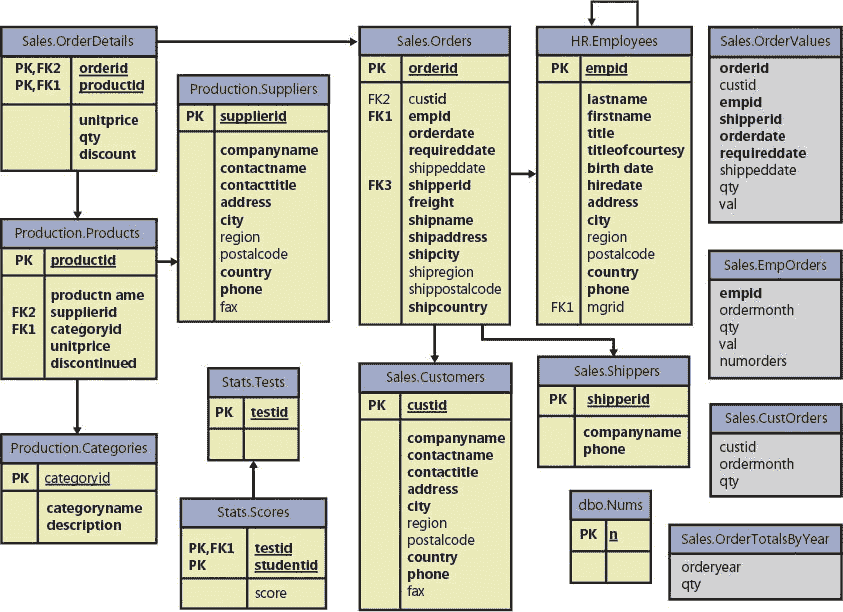 Sales.OrderDetails
PK,FK2 orderid
PK,FK1 productid
unitprice
qty
discount
Production.Products
PK productid
productn ame
FK2 supplierid
FK1 categoryid
unitprice
discontinued
Production.Categories
PK categoryid
categoryname
description
Production.Suppliers
PK supplierid
companyname
contactname
contacttitle
address
city
region
postalcode
country
phone
fax
Stats.Tests
PK testid
Stats.Scores
PK,FK1 testid
PK studentid
score
Sales.Orders
PK orderid
FK2 custid
FK1 empid
orderdate
requireddate
shippeddate
FK3 shipperid
freight
shipname
shipaddress
shipcity
shipregion
shippostalcode
shipcountry
Sales.Customers
PK custid
companyname
contactname
contactitle
address
city
region
postalcode
country
phone
fax
HR.Employees
PK empid
lastname
firstname
title
titleofcourtesy
birth date
hiredate
address
city
region
postalcode
country
phone
FK1 mgrid
Sales.Shippers
PK shipperid
companyname
phone
dbo.Nums
PK n
Sales.OrderValues
orderid
custid
empid
shipperid
orderdate
requireddate
shippeddate
qty
val
Sales.EmpOrders
empid
ordermonth
qty
val
numorders
Sales.CustOrders
custid
ordermonth
qty
Sales.OrderTotalsByYear
orderyear
qty